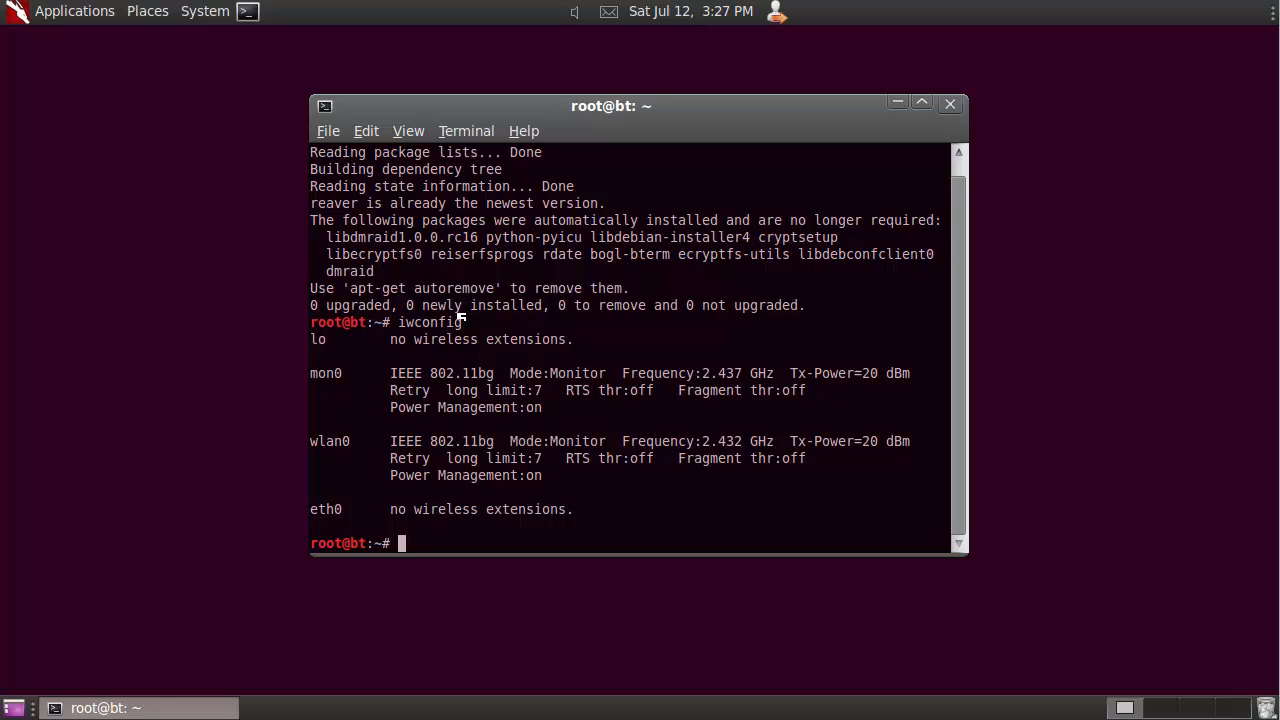 Applications Places System Sat Jul 12, 3:27 PM
root@bt: ~
File Edit View Terminal Help
Reading package lists... Done
Building dependency tree
Reading state information... Done
reaver is already the newest version.
The following packages were automatically installed and are no longer required:
  libdmraid1.0.0.rc16 python-pyicu libdebian-installer4 cryptsetup
  libecryptfs0 reiserfsprogs rdate bogl-bterm ecryptfs-utils libdebconfclient0
  dmraid
Use 'apt-get autoremove' to remove them.
0 upgraded, 0 newly installed, 0 to remove and 0 not upgraded.
root@bt:~# iwconfig
lo        no wireless extensions.
mon0      IEEE 802.11bg  Mode:Monitor  Frequency:2.437 GHz  Tx-Power=20 dBm
          Retry  long limit:7   RTS thr:off   Fragment thr:off
          Power Management:on
wlan0     IEEE 802.11bg  Mode:Monitor  Frequency:2.432 GHz  Tx-Power=20 dBm
          Retry  long limit:7   RTS thr:off   Fragment thr:off
          Power Management:on
eth0      no wireless extensions.
root@bt:~#
root@bt: ~